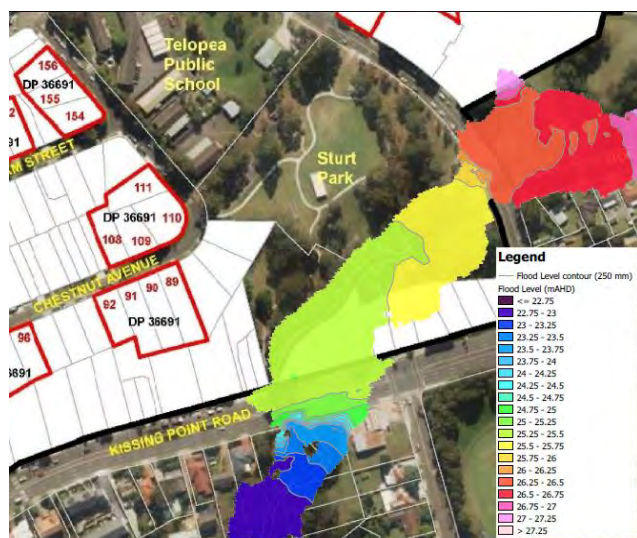 156
DP 36691
155
154
Telopea
Public
School
Sturt
Park
2
91
AM STREET
111
DP 36691
110
108
109
CHESTNUT AVENUE
92
91
90
89
DP 36691
96
6691
KISSING POINT ROAD
Legend
Flood Level contour (250 mm)
Flood Level (mAHD)
<= 22.75
22.75 - 23
23 - 23.25
23.25 - 23.5
23.5 - 23.75
23.75 - 24
24 - 24.25
24.25 - 24.5
24.5 - 24.75
24.75 - 25
25 - 25.25
25.25 - 25.5
25.5 - 25.75
25.75 - 26
26 - 26.25
26.25 - 26.5
26.5 - 26.75
26.75 - 27
27 - 27.25
> 27.25